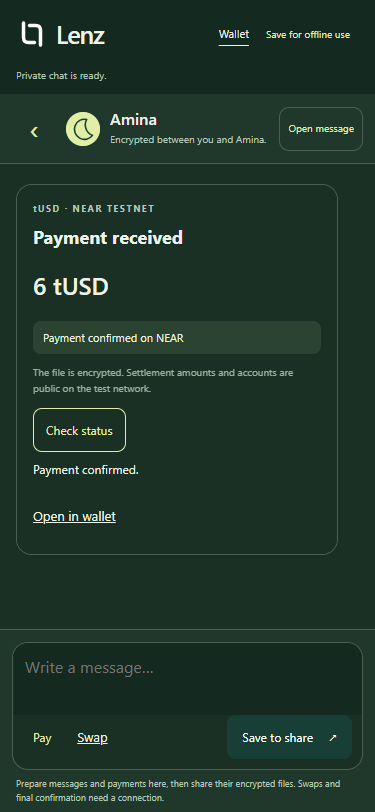 Lenz
Wallet
Save for offline use
Private chat is ready.
Amina
Encrypted between you and Amina.
Open message
tUSD · NEAR TESTNET
Payment received
6 tUSD
Payment confirmed on NEAR
The file is encrypted. Settlement amounts and accounts are
public on the test network.
Check status
Payment confirmed.
Open in wallet
Write a message...
Pay
Swap
Save to share ↗
Prepare messages and payments here, then share their encrypted files. Swaps and
final confirmation need a connection.